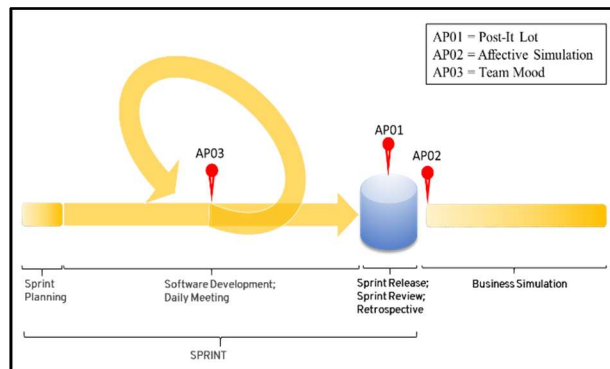 AP01 = Post-It Lot
AP02 = Affective Simulation
AP03 = Team Mood
AP01
AP03
AP02
Sprint
Planning
Software Development;
Daily Meeting
Sprint Release;
Sprint Review;
Retrospective
Business Simulation
SPRINT